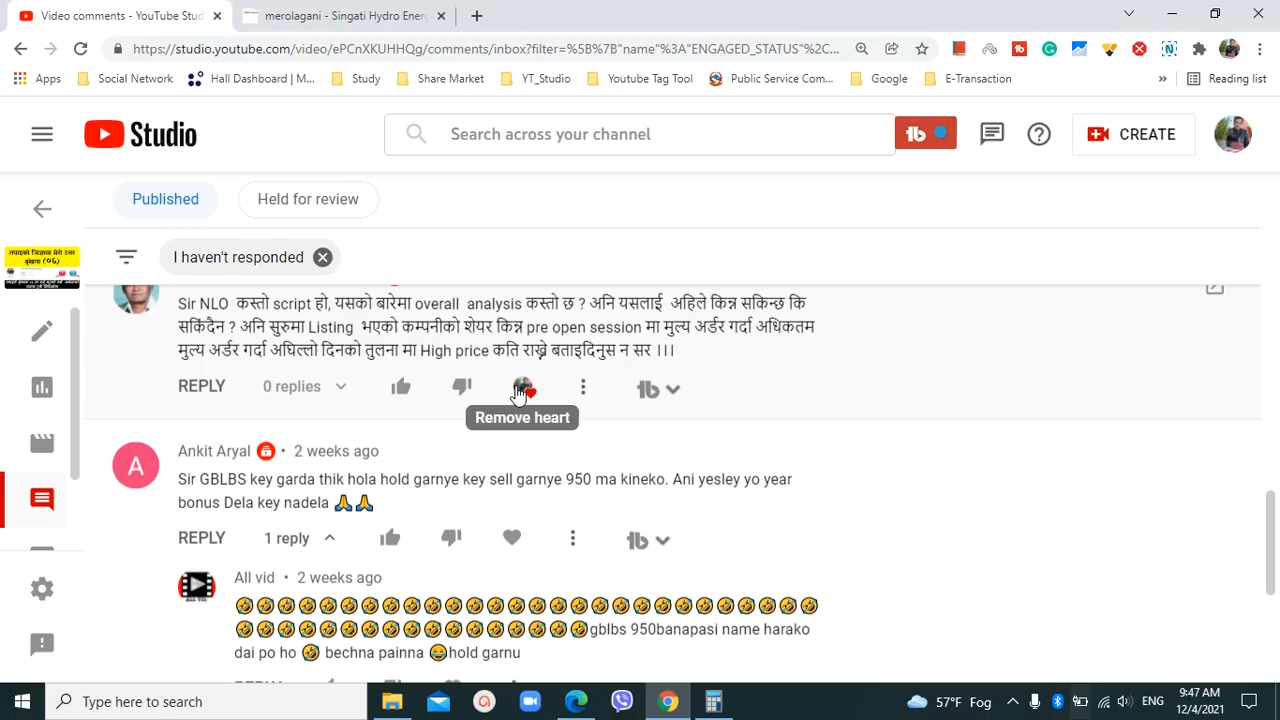 Video comments - YouTube Studio
merolagani - Singati Hydro Energ
https://studio.youtube.com/video/ePCnXKUHHQg/comments/inbox?filter=%5B%7B"name"%3A"ENGAGED_STATUS"%2C...
Apps
Social Network
Hall Dashboard | M...
Study
Share Market
YT_Studio
Youtube Tag Tool
Public Service Com...
Google
E-Transaction
»
Reading list
Studio
Search across your channel
CREATE
Published
Held for review
तपाइको जिज्ञासा मेरो उत्तर
I haven't responded
Sir NLO कस्तो script हो, यसको बारेमा overall analysis कस्तो छ ? अनि यसलाई अहिले किन्न सकिन्छ कि
सकिंदैन ? अनि सुरुमा Listing भएको कम्पनीको शेयर किन्न pre open session मा मुल्य अर्डर गर्दा अधिकतम
मुल्य अर्डर गर्दा अघिल्लो दिनको तुलना मा High price कति राख्ने बताइदिनुस न सर ।।।
REPLY
0 replies
Remove heart
A
Ankit Aryal • 2 weeks ago
Sir GBLBS key garda thik hola hold garnye key sell garnye 950 ma kineko. Ani yesley yo year
bonus Dela key nadela 🙏 🙏
REPLY
1 reply
All vid • 2 weeks ago
🤣🤣🤣🤣🤣🤣🤣🤣🤣🤣🤣🤣🤣🤣🤣🤣🤣🤣🤣🤣🤣🤣🤣🤣🤣🤣🤣🤣
🤣🤣🤣🤣🤣🤣🤣🤣🤣🤣🤣🤣🤣🤣🤣🤣🤣gblbs 950banapasi name harako
dai po ho 🤣 bechna painna 😂hold garnu
Type here to search
57°F Fog
ENG
9:47 AM
12/4/2021